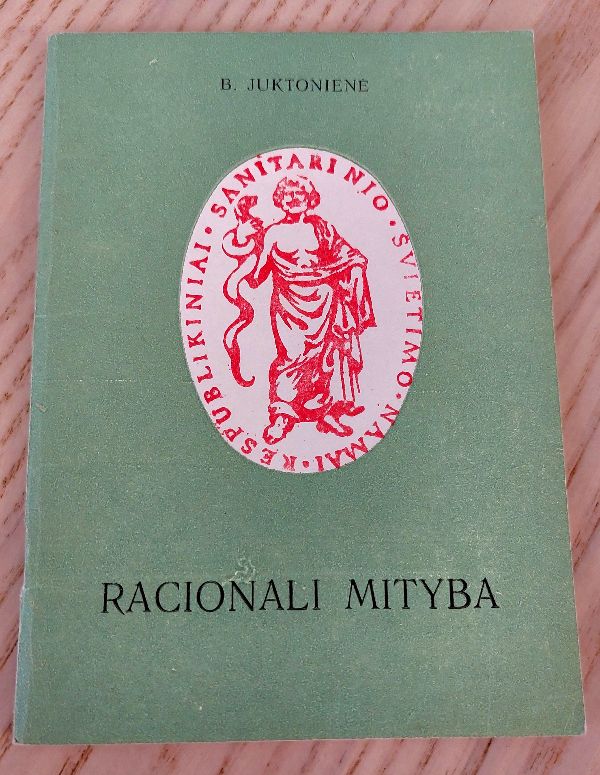 B. JUKTONIENĖ
RESPUBLIKINIAI • SANITARINIO • ŠVIETIMO • NAMAI •
RACIONALI MITYBA